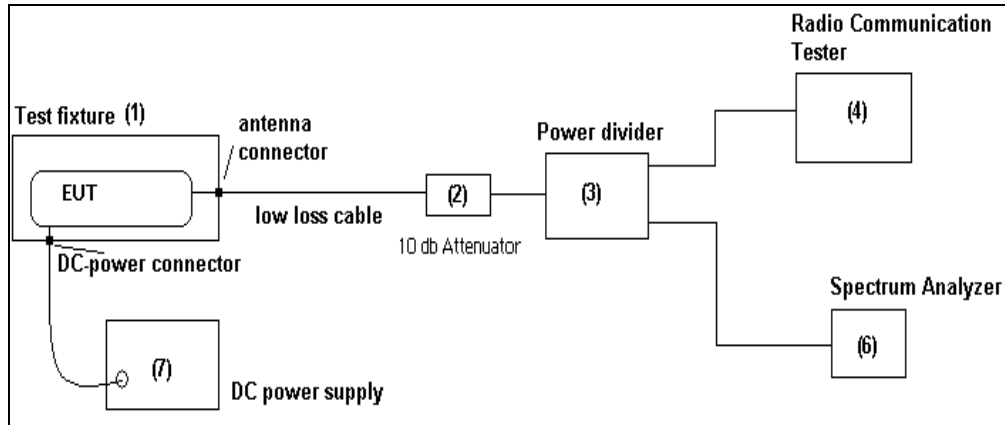 Radio Communication
Tester
(4)
Test fixture (1)
antenna
connector
Power divider
EUT
(2)
(3)
low loss cable
10 db Attenuator
DC-power connector
Spectrum Analyzer
(6)
(7)
DC power supply